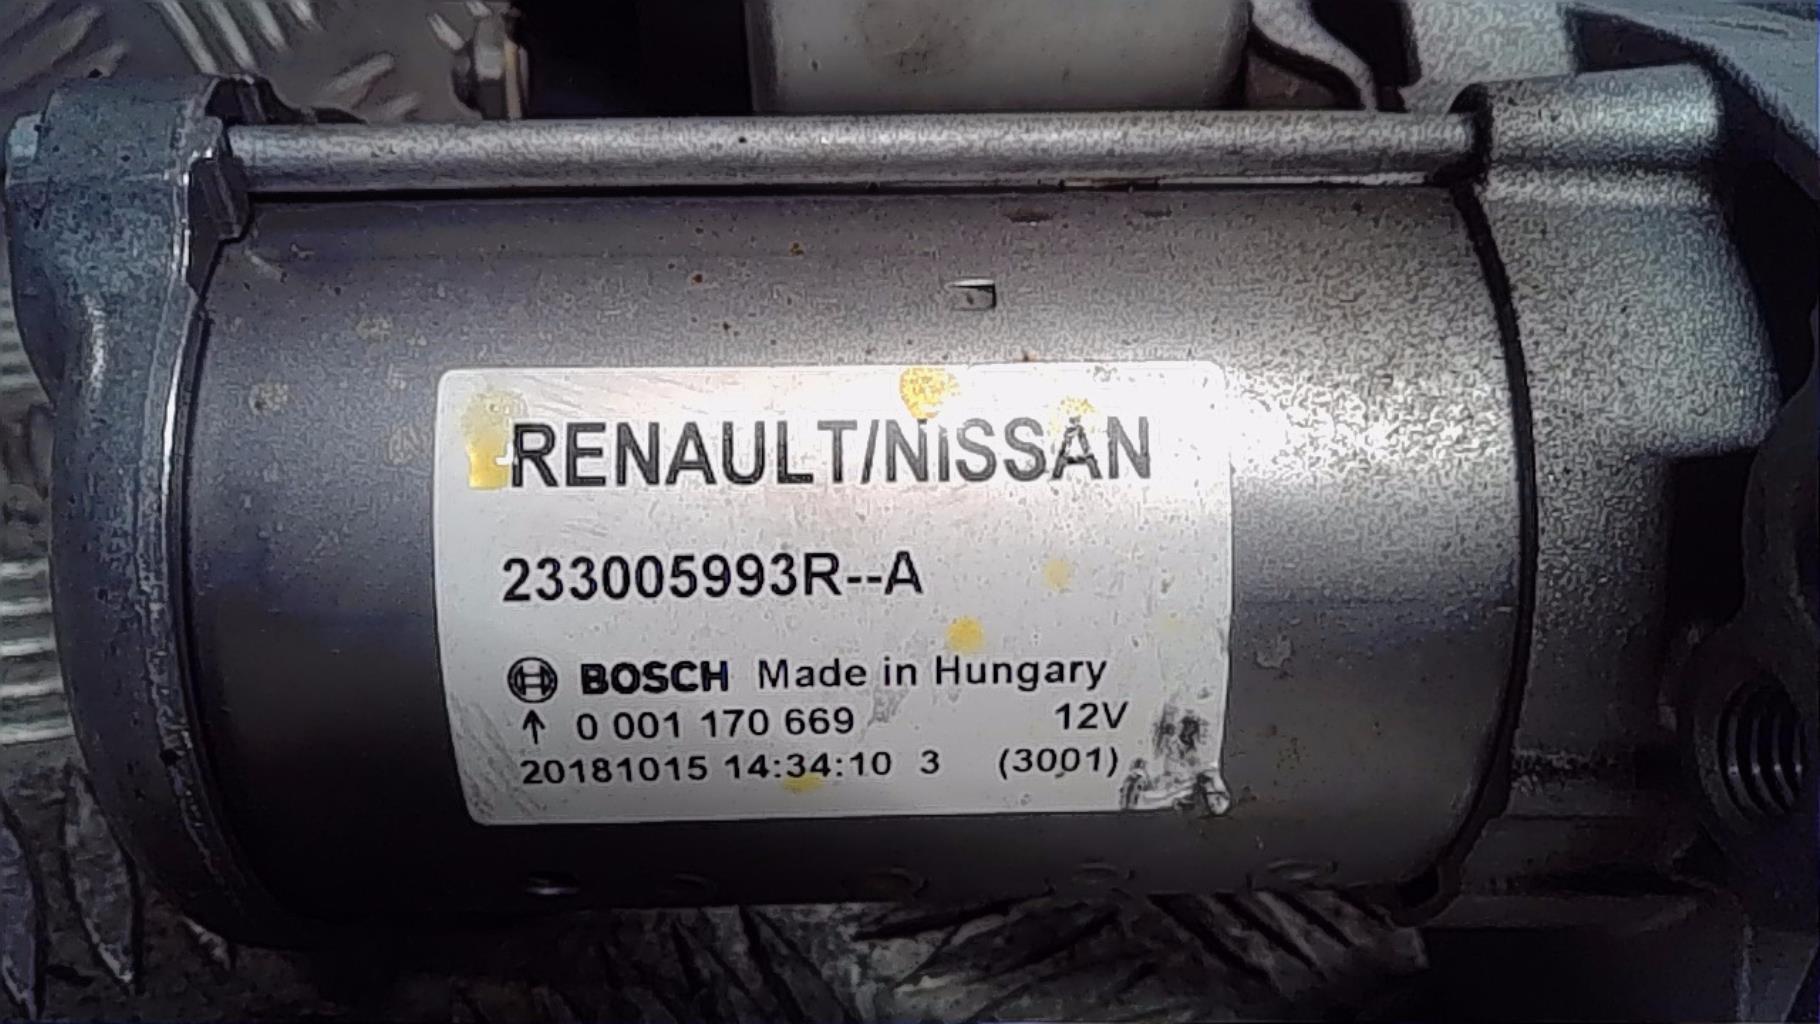 RENAULT/NISSAN
233005993R--A
BOSCH Made in Hungary
↑ 0 001 170 669 12V
20181015 14:34:10 3 (3001)